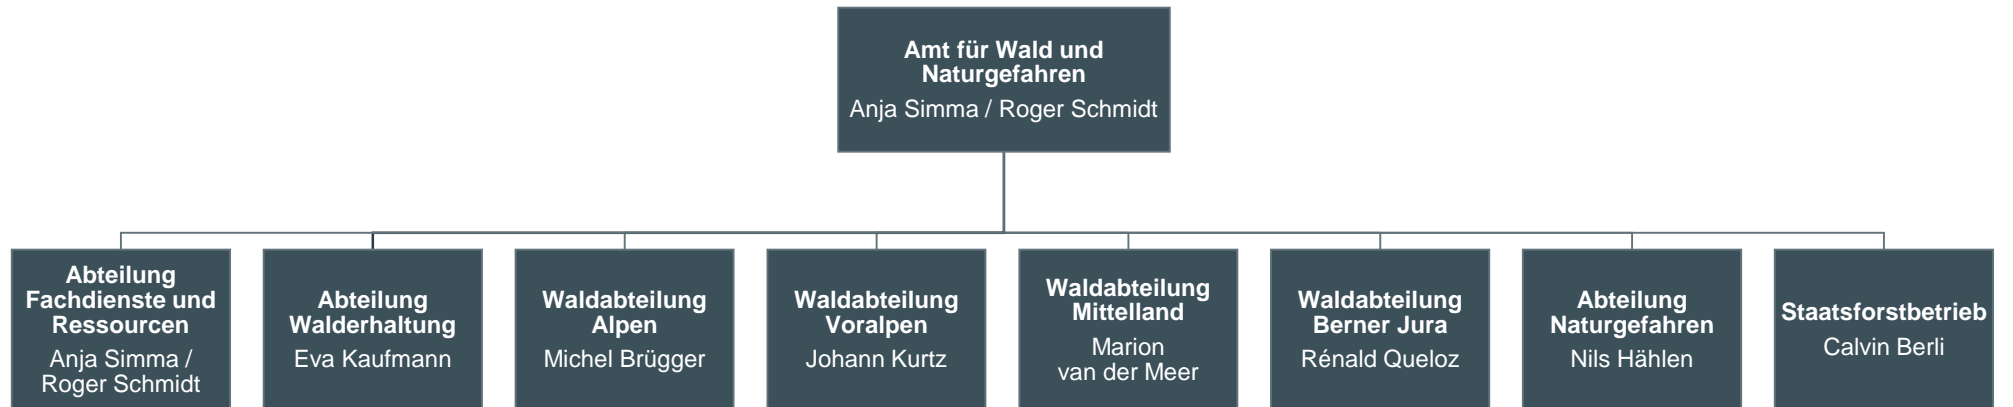 Amt für Wald und
Naturgefahren
Anja Simma / Roger Schmidt
Abteilung
Fachdienste und
Ressourcen
Anja Simma /
Roger Schmidt
Abteilung
Walderhaltung
Eva Kaufmann
Waldabteilung
Alpen
Michel Brügger
Waldabteilung
Voralpen
Johann Kurtz
Waldabteilung
Mittelland
Marion
van der Meer
Waldabteilung
Berner Jura
Rénald Queloz
Abteilung
Naturgefahren
Nils Hählen
Staatsforstbetrieb
Calvin Berli